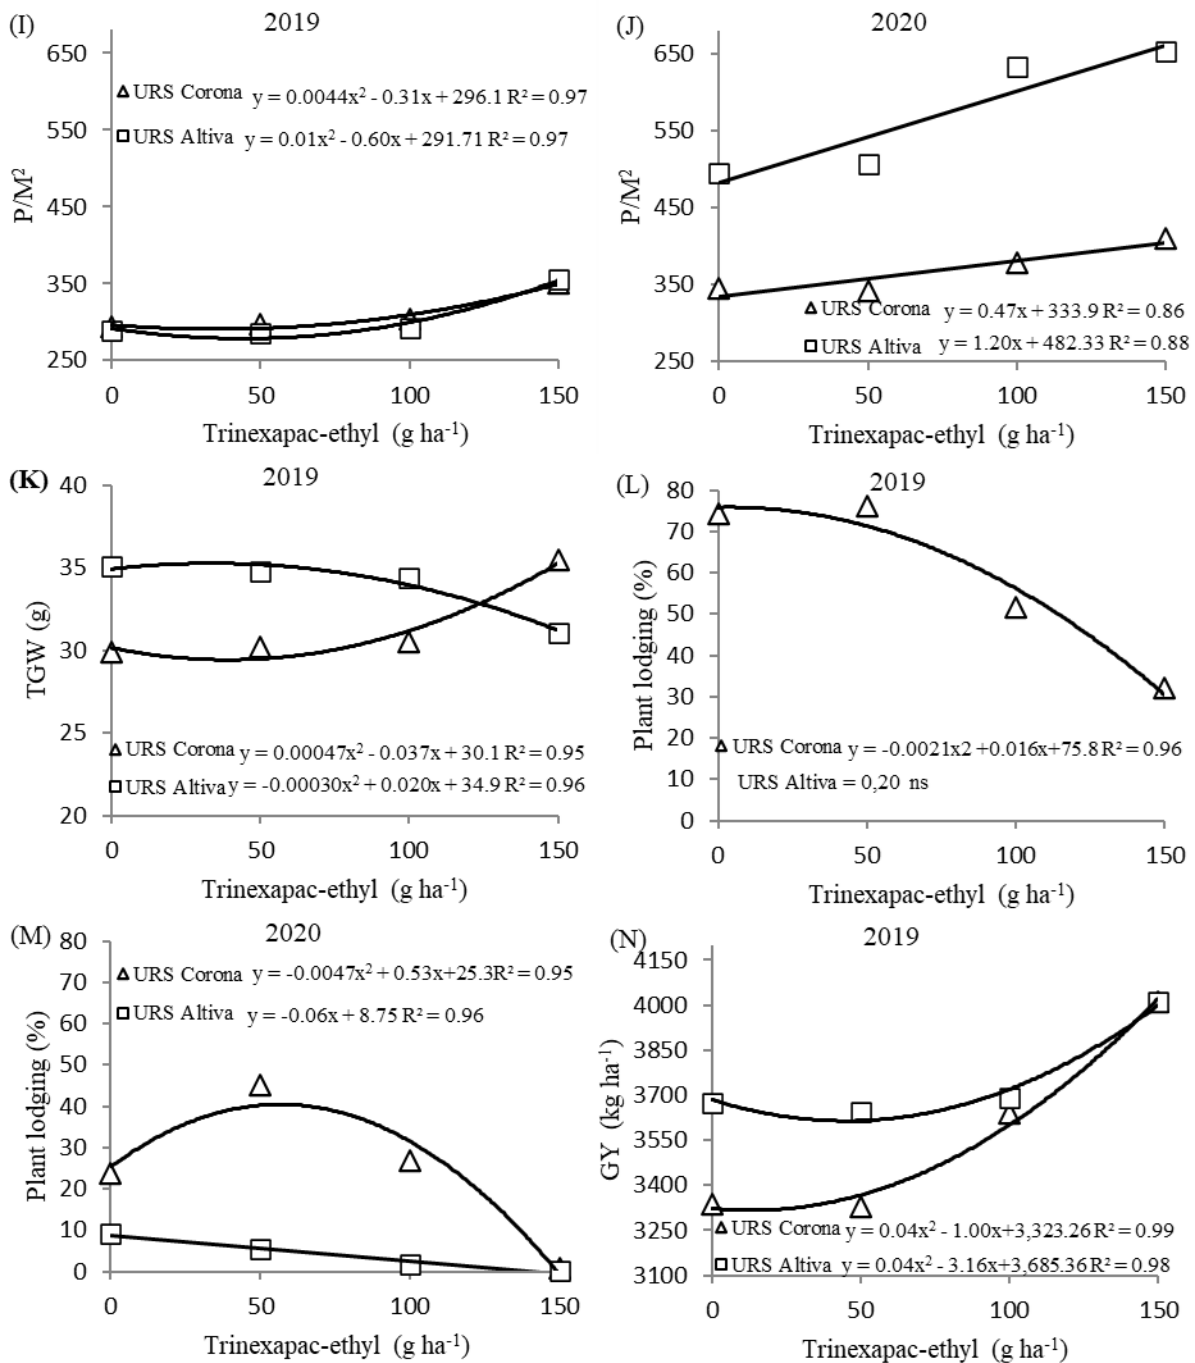 (I)
2019
650
550
450
350
250
P/M²
URS Corona y = 0.0044x² - 0.31x + 296.1 R² = 0.97
URS Altiva y = 0.01x² - 0.60x + 291.71 R² = 0.97
0 50 100 150
Trinexapac-ethyl (g ha⁻¹)
(J)
2020
650
550
450
350
250
P/M²
URS Corona y = 0.47x + 333.9 R² = 0.86
URS Altiva y = 1.20x + 482.33 R² = 0.88
0 50 100 150
Trinexapac-ethyl (g ha⁻¹)
(K)
2019
40
35
30
25
20
TGW (g)
URS Corona y = 0.00047x² - 0.037x + 30.1 R² = 0.95
URS Altiva y = -0.00030x² + 0.020x + 34.9 R² = 0.96
0 50 100 150
Trinexapac-ethyl (g ha⁻¹)
(L)
2019
80
70
60
50
40
30
20
10
0
Plant lodging (%)
URS Corona y = -0.0021x2 +0.016x+75.8 R² = 0.96
URS Altiva = 0,20 ns
0 50 100 150
Trinexapac-ethyl (g ha⁻¹)
(M)
2020
80
70
60
50
40
30
20
10
0
Plant lodging (%)
URS Corona y = -0.0047x² + 0.53x+25.3R² = 0.95
URS Altiva y = -0.06x + 8.75 R² = 0.96
0 50 100 150
Trinexapac-ethyl (g ha⁻¹)
(N)
2019
4150
4000
3850
3700
3550
3400
3250
3100
GY (kg ha⁻¹)
URS Corona y = 0.04x² - 1.00x+3,323.26 R² = 0.99
URS Altiva y = 0.04x² - 3.16x+3,685.36 R² = 0.98
0 50 100 150
Trinexapac-ethyl (g ha⁻¹)